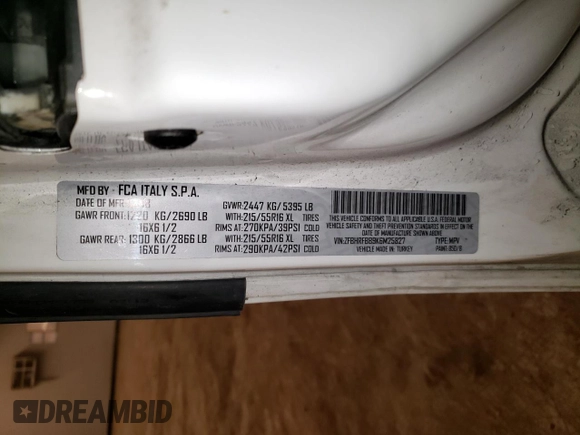 MFD BY - FCA ITALY S.P.A.
DATE OF MFR
GAWR FRONT: 1220 KG/2690 LB
16X6 1/2
GAWR REAR: 1300 KG/2866 LB
16X6 1/2
GVWR: 2447 KG/5395 LB
WITH: 215/55R16 XL TIRES
RIMS AT: 270KPA/39PSI COLD
WITH: 215/55R16 XL TIRES
RIMS AT: 290KPA/42PSI COLD
THIS VEHICLE CONFORMS TO ALL APPLICABLE U.S.A. FEDERAL
SAFETY AND THEFT PREVENTION STANDARDS IN EFFECT ON THE
DATE OF MANUFACTURE SHOWN ABOVE.
TYPE: MPV
VEHICLE MADE IN: TURKEY
DREAMBID